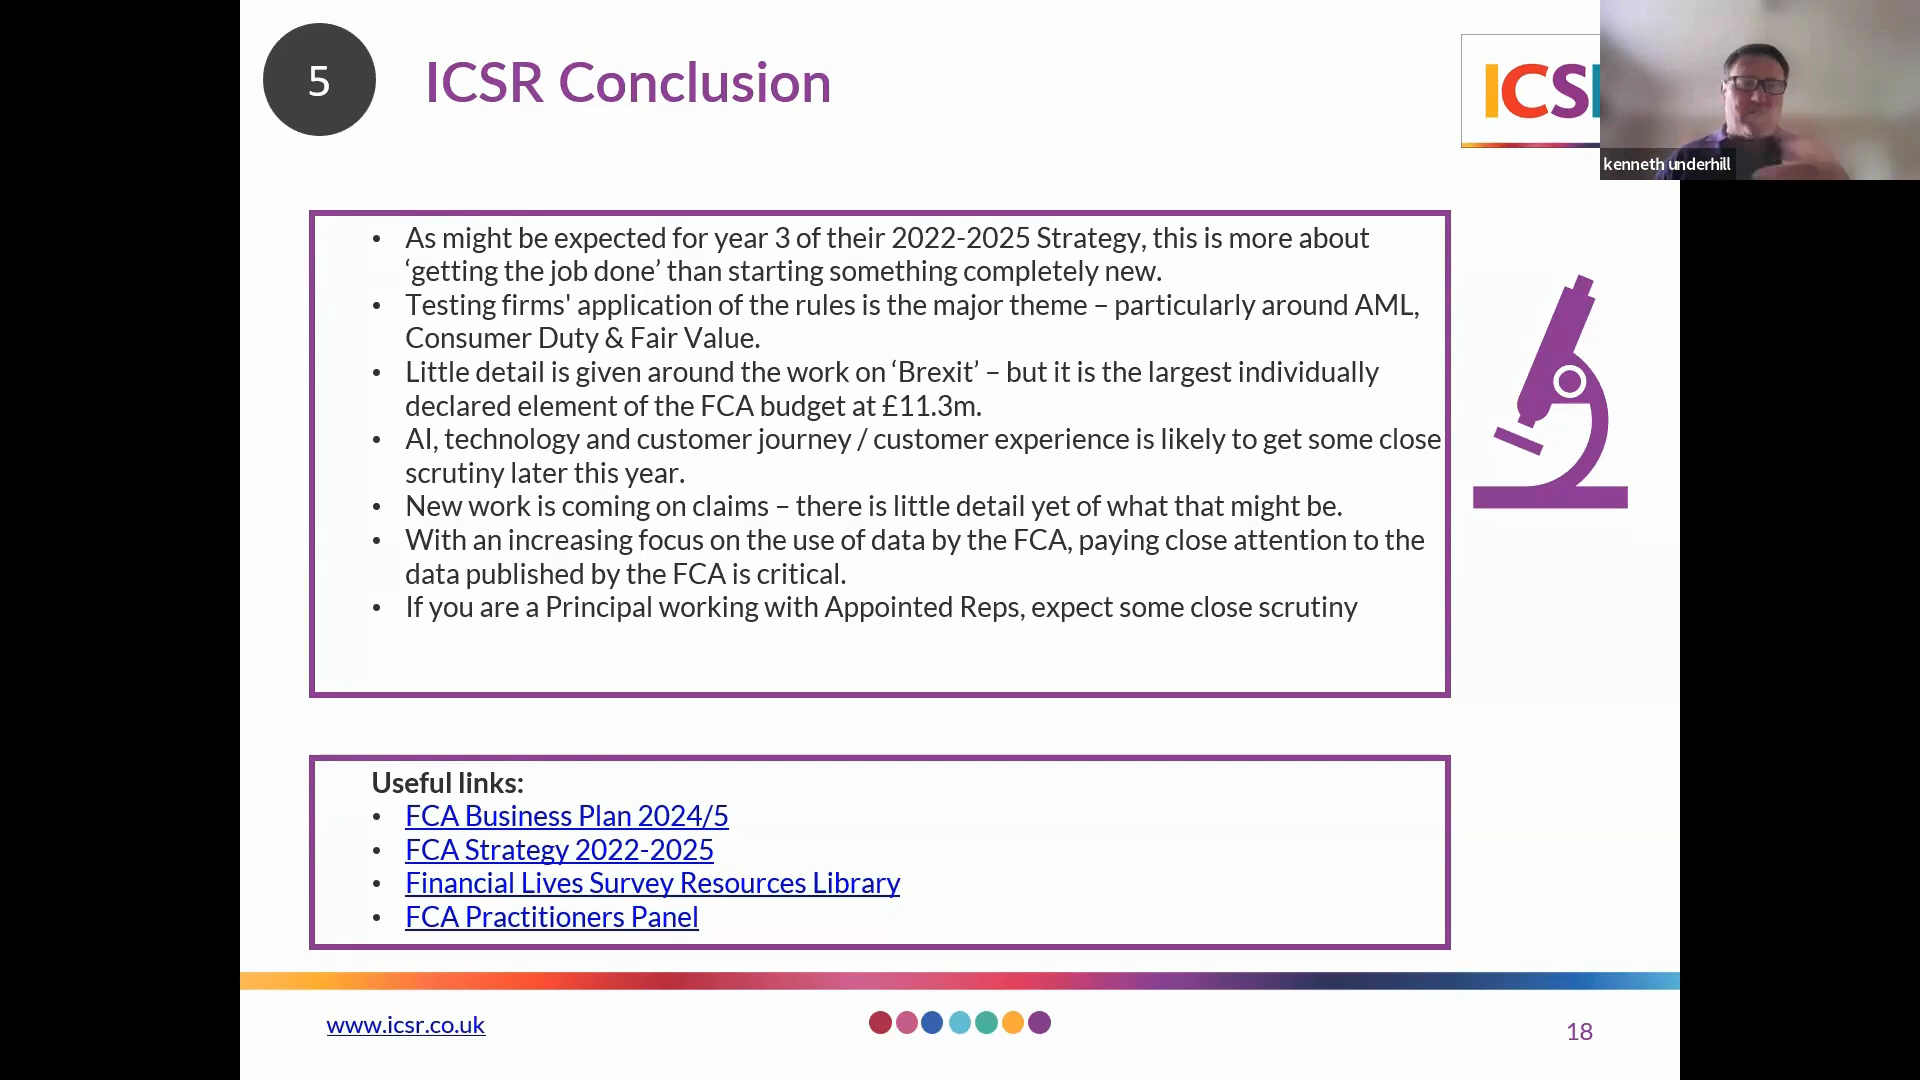 5
ICSR Conclusion
ICS
kenneth underhill
• As might be expected for year 3 of their 2022-2025 Strategy, this is more about
‘getting the job done’ than starting something completely new.
• Testing firms' application of the rules is the major theme – particularly around AML,
Consumer Duty & Fair Value.
• Little detail is given around the work on ‘Brexit’ – but it is the largest individually
declared element of the FCA budget at £11.3m.
• AI, technology and customer journey / customer experience is likely to get some close
scrutiny later this year.
• New work is coming on claims – there is little detail yet of what that might be.
• With an increasing focus on the use of data by the FCA, paying close attention to the
data published by the FCA is critical.
• If you are a Principal working with Appointed Reps, expect some close scrutiny
Useful links:
• FCA Business Plan 2024/5
• FCA Strategy 2022-2025
• Financial Lives Survey Resources Library
• FCA Practitioners Panel
www.icsr.co.uk
18